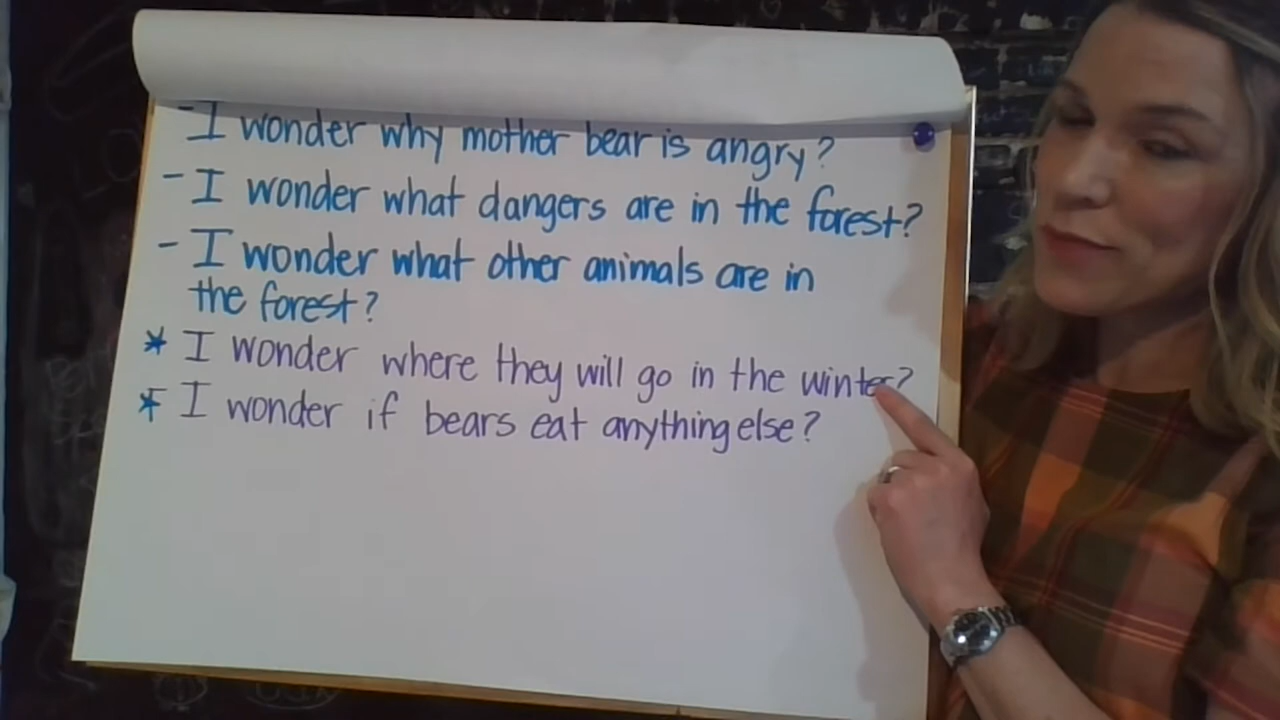 - I wonder why mother bear is angry?
- I wonder what dangers are in the forest?
- I wonder what other animals are in
the forest?
* I wonder where they will go in the winter?
* I wonder if bears eat anything else?